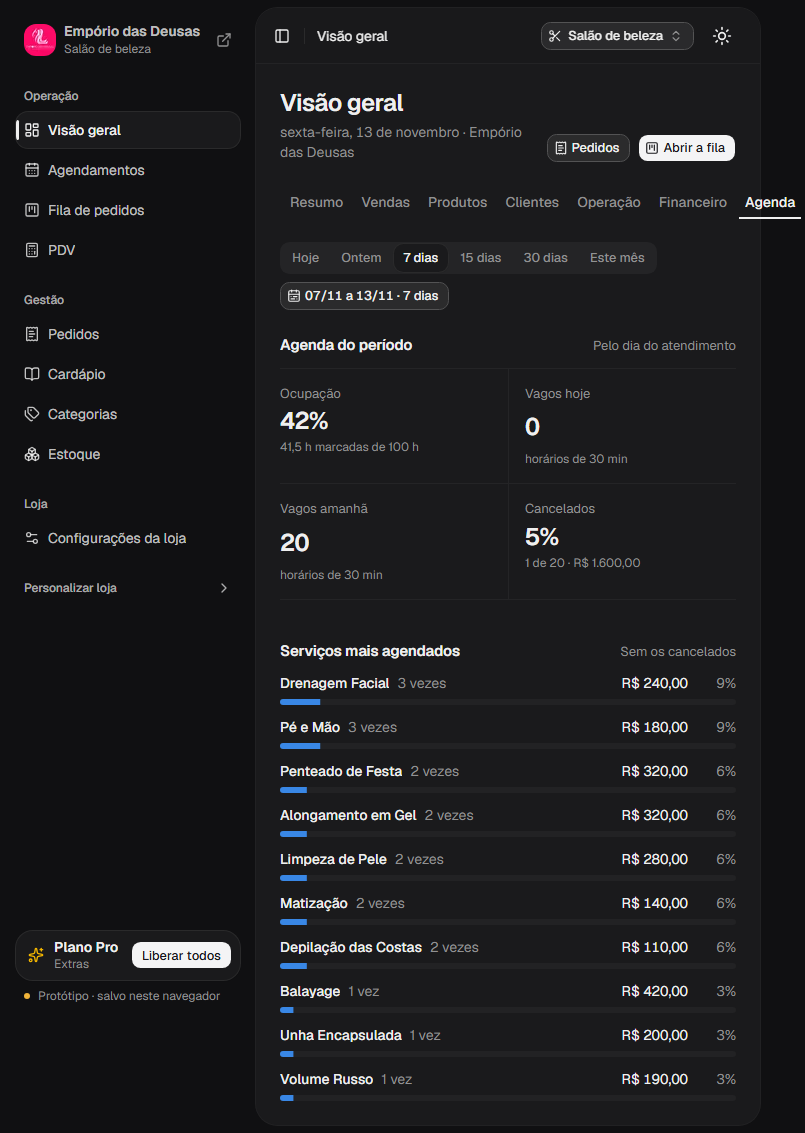 Empório das Deusas
Salão de beleza
Operação
Visão geral
Agendamentos
Fila de pedidos
PDV
Gestão
Pedidos
Cardápio
Categorias
Estoque
Loja
Configurações da loja
Personalizar loja
Plano Pro
Extras
Liberar todos
Protótipo · salvo neste navegador
Visão geral
Salão de beleza
Visão geral
sexta-feira, 13 de novembro · Empório
das Deusas
Pedidos
Abrir a fila
Resumo Vendas Produtos Clientes Operação Financeiro Agenda
Hoje Ontem 7 dias 15 dias 30 dias Este mês
07/11 a 13/11 · 7 dias
Agenda do período Pelo dia do atendimento
Ocupação
42%
41,5 h marcadas de 100 h
Vagos hoje
0
horários de 30 min
Vagos amanhã
20
horários de 30 min
Cancelados
5%
1 de 20 · R$ 1.600,00
Serviços mais agendados Sem os cancelados
Drenagem Facial 3 vezes R$ 240,00 9%
Pé e Mão 3 vezes R$ 180,00 9%
Penteado de Festa 2 vezes R$ 320,00 6%
Alongamento em Gel 2 vezes R$ 320,00 6%
Limpeza de Pele 2 vezes R$ 280,00 6%
Matização 2 vezes R$ 140,00 6%
Depilação das Costas 2 vezes R$ 110,00 6%
Balayage 1 vez R$ 420,00 3%
Unha Encapsulada 1 vez R$ 200,00 3%
Volume Russo 1 vez R$ 190,00 3%